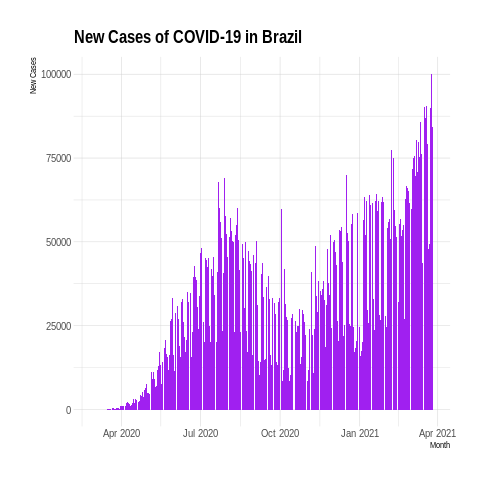 New Cases of COVID-19 in Brazil
New Cases
100000
75000
50000
25000
0
Apr 2020 Jul 2020 Oct 2020 Jan 2021 Apr 2021
Month